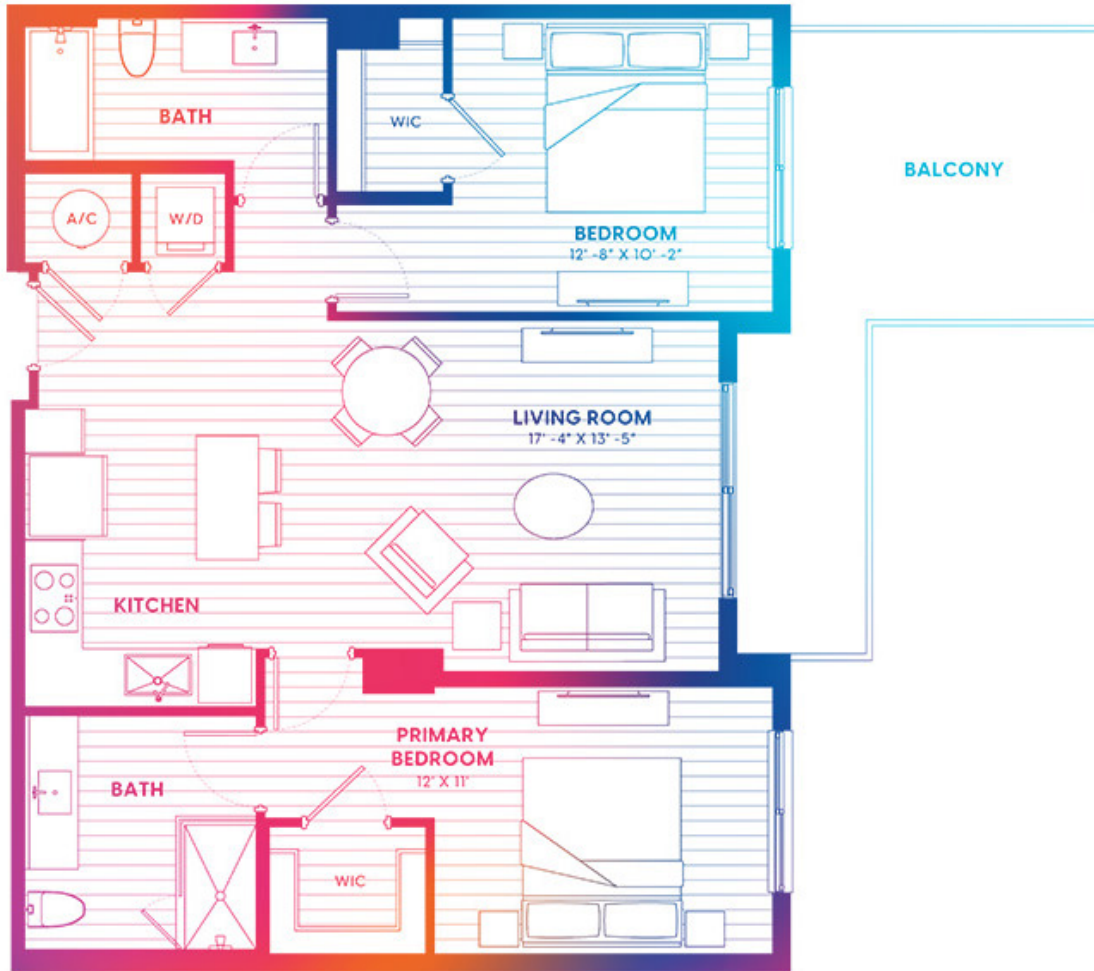 BATH
WIC
BALCONY
A/C
W/D
BEDROOM
12' -8" X 10' -2"
LIVING ROOM
17' -4" X 13' -5"
KITCHEN
PRIMARY
BEDROOM
12' X 11'
BATH
WIC